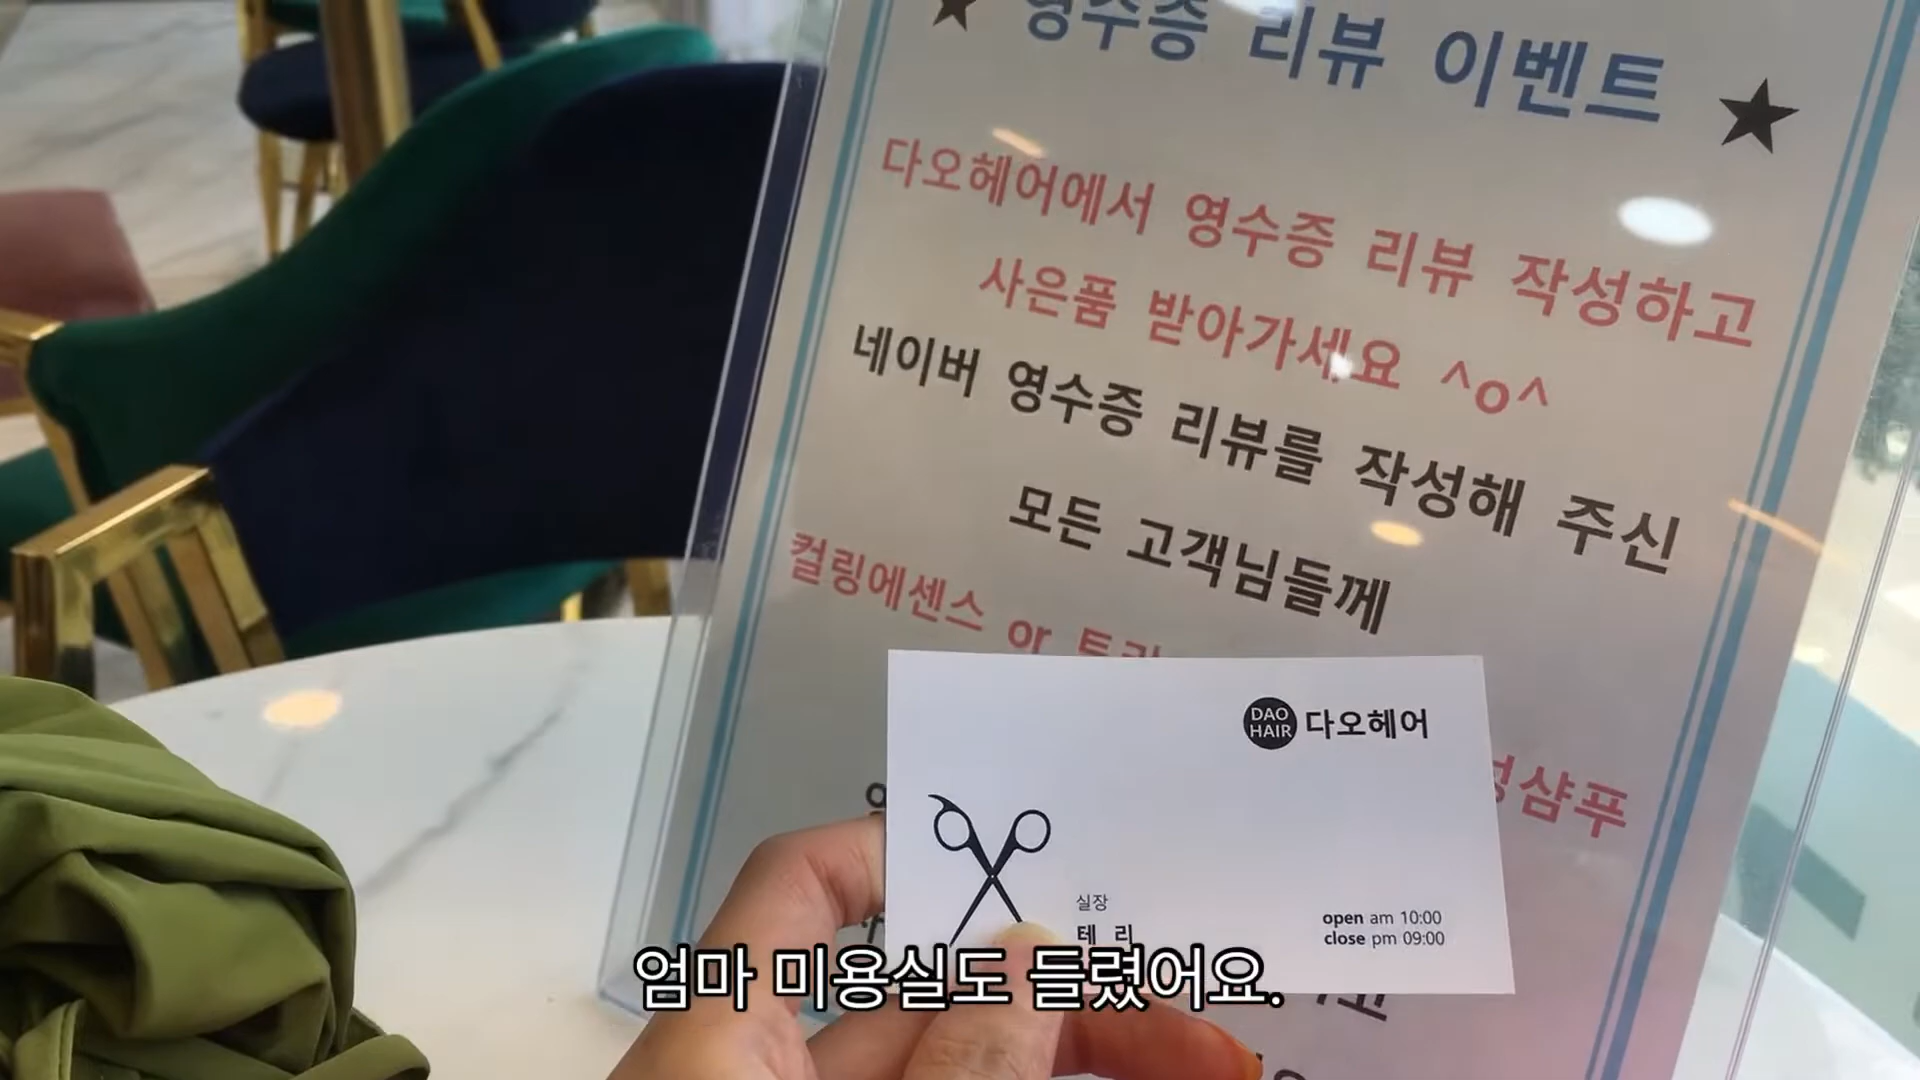 영수증 리뷰 이벤트
다오헤어에서 영수증 리뷰 작성하고
사은품 받아가세요 ^o^
네이버 영수증 리뷰를 작성해 주신
모든 고객님들께
컬링에센스 or
샴푸
DAO
HAIR
다오헤어
실장
테 리
open am 10:00
close pm 09:00
엄마 미용실도 들렸어요.